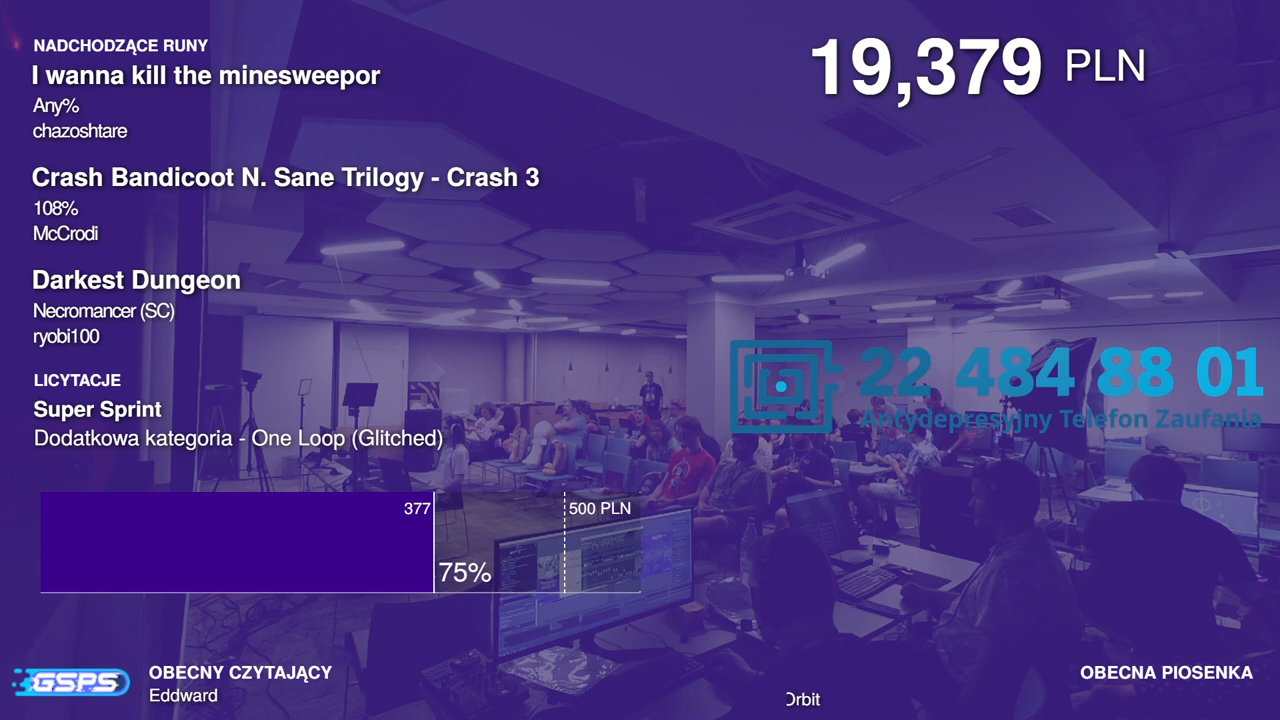 NADCHODZĄCE RUNY
I wanna kill the minesweepor
Any%
chazoshtare
Crash Bandicoot N. Sane Trilogy - Crash 3
108%
McCrodi
Darkest Dungeon
Necromancer (SC)
ryobi100
LICYTACJE
Super Sprint
Dodatkowa kategoria - One Loop (Glitched)
377
500 PLN
75%
19,379 PLN
22 484 88 01
Antydepresyjny Telefon Zaufania
GSPS
OBECNY CZYTAJĄCY
Eddward
OBECNA PIOSENKA
Orbit